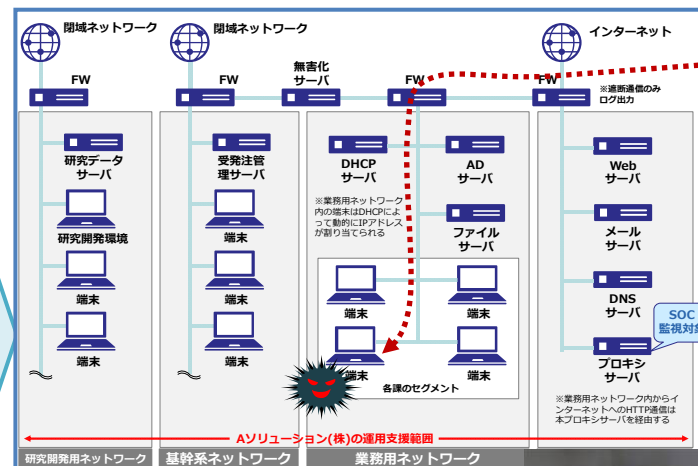 閉域ネットワーク
閉域ネットワーク
インターネット
FW
FW
無害化
サーバ
FW
FW
※遮断通信のみ
ログ出力
研究データ
サーバ
研究開発環境
端末
端末
受発注管
理サーバ
端末
端末
端末
DHCP
サーバ
AD
サーバ
※業務用ネットワーク
内の端末はDHCPによ
って動的にIPアドレス
が割り当てられる
ファイル
サーバ
端末
端末
端末
端末
各課のセグメント
Web
サーバ
メール
サーバ
DNS
サーバ
SOC
監視対象
プロキシ
サーバ
※業務用ネットワーク内からイ
ンターネットへのHTTP通信は
本プロキシサーバを経由する
Aソリューション(株)の運用支援範囲
研究開発用ネットワーク
基幹系ネットワーク
業務用ネットワーク